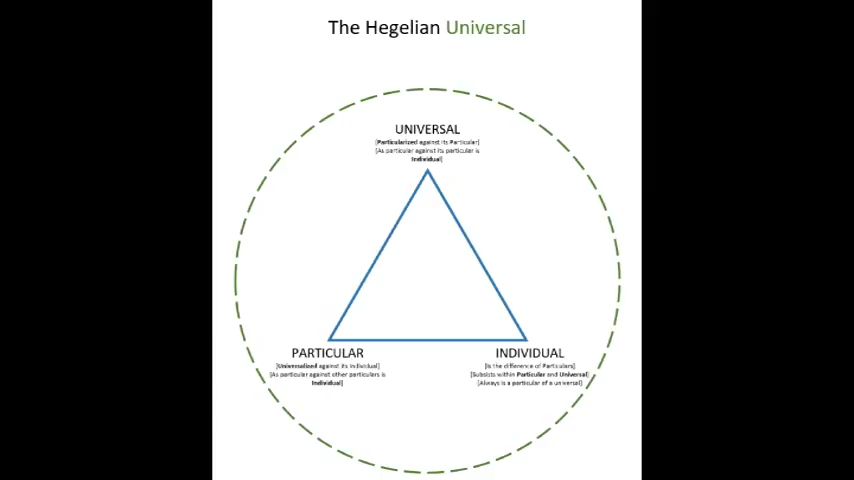 The Hegelian Universal
UNIVERSAL
[Particularized against its Particular]
[As particular against its particular is
Individual]
PARTICULAR
[Universalized against its Individual]
[As particular against other particulars is
Individual]
INDIVIDUAL
[Is the difference of Particulars]
[Subsists within Particular and Universal]
[Always is a particular of a universal]